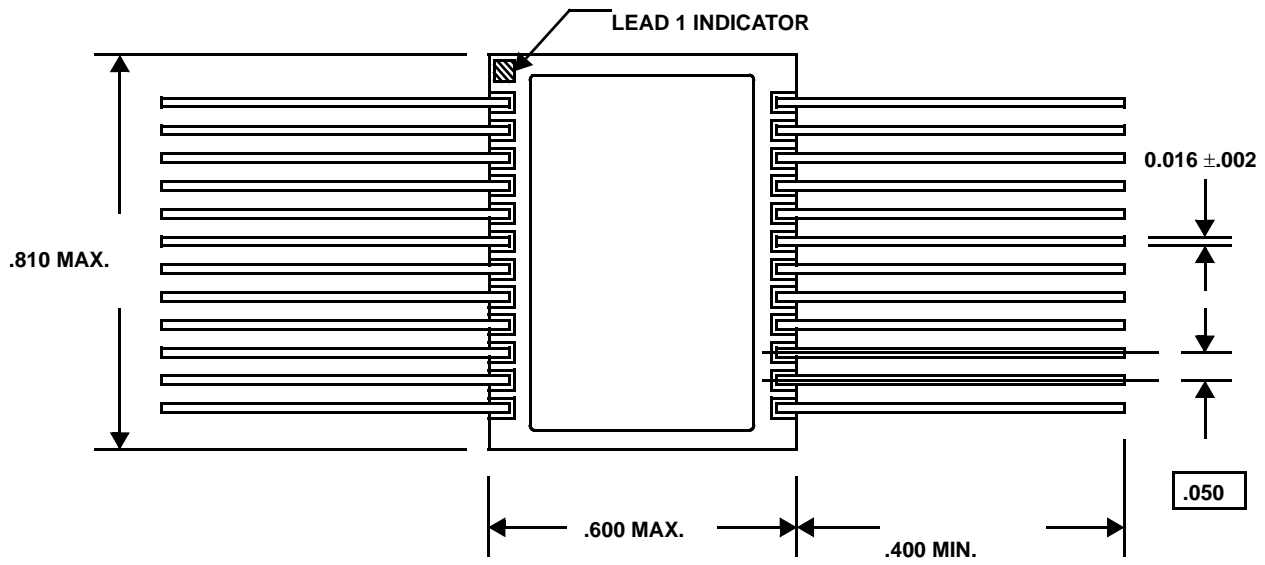 LEAD 1 INDICATOR
0.016 ±.002
.810 MAX.
.050
.600 MAX.
.400 MIN.